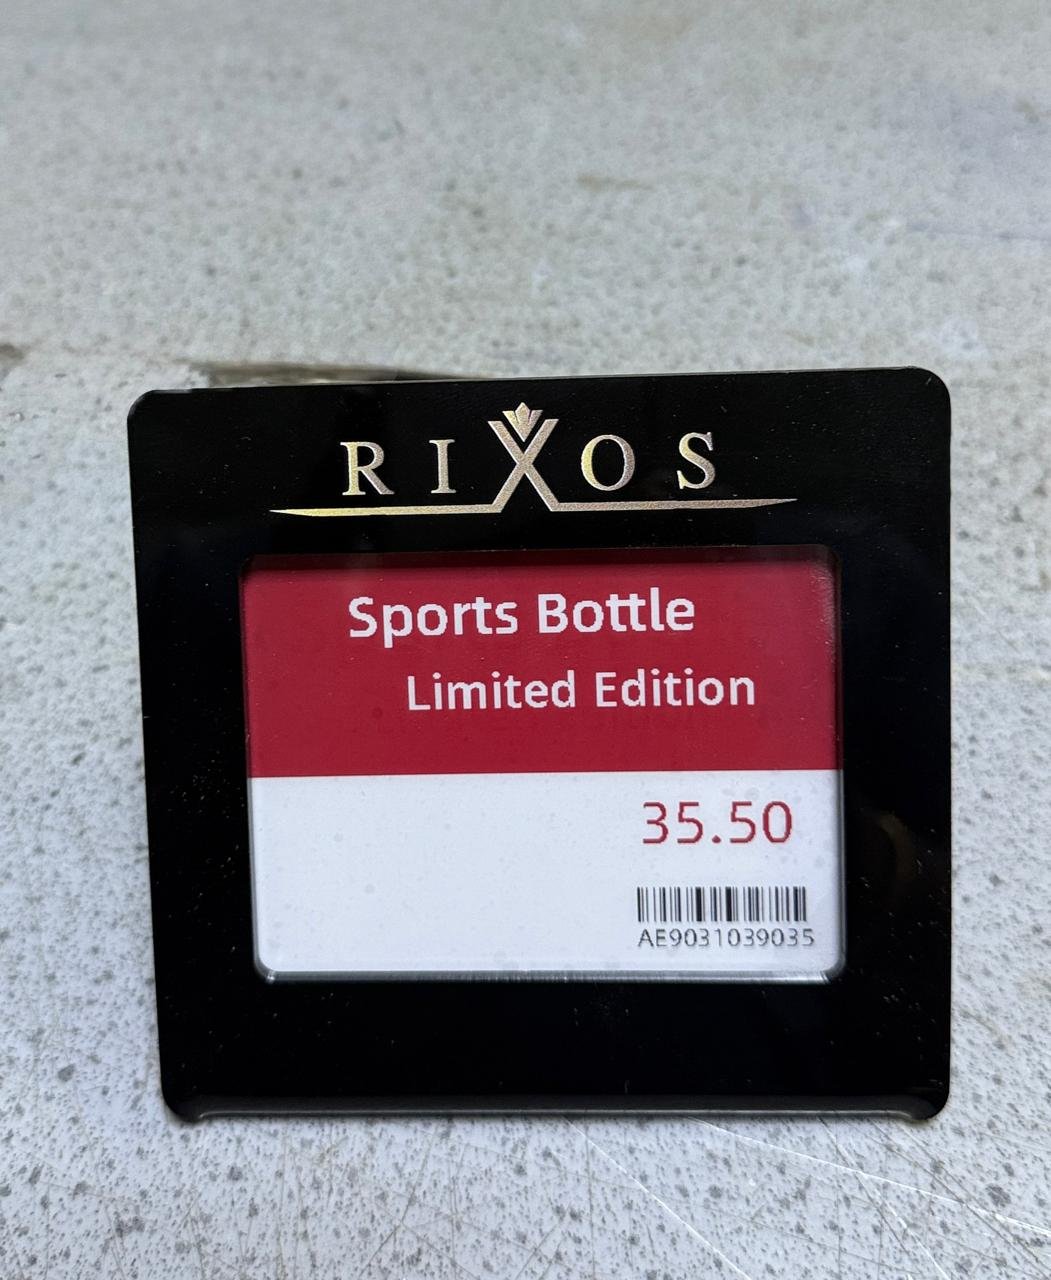 RIXOS
Sports Bottle
Limited Edition
35.50
AE9031039035